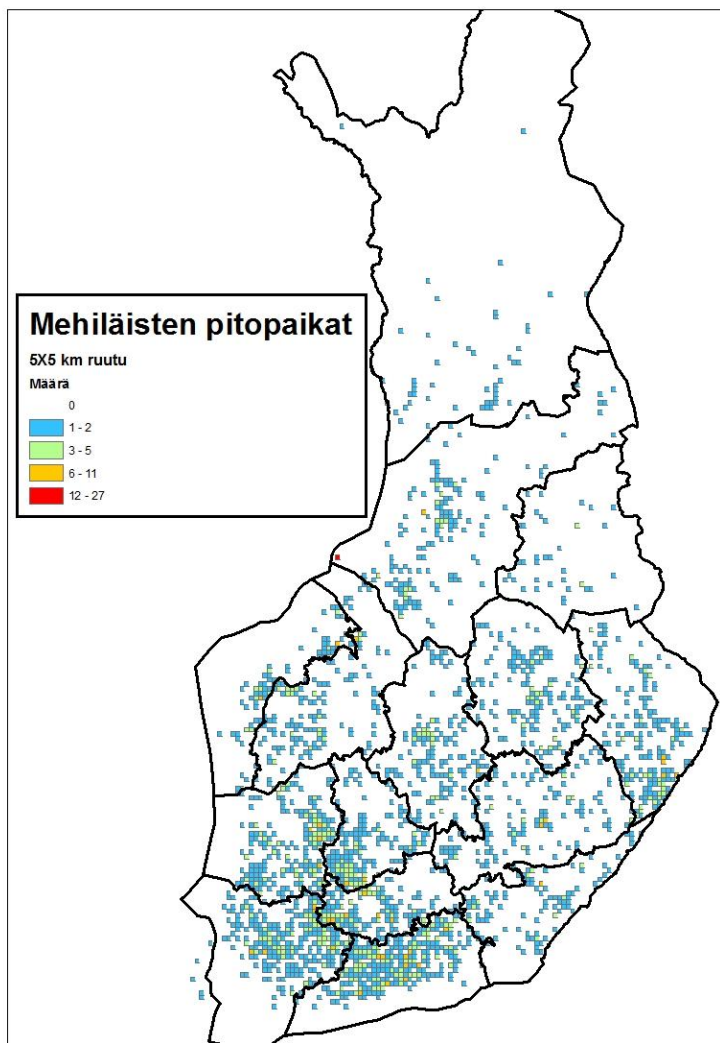 Mehiläisten pitopaikat
5X5 km ruutu
Määrä
0
1 - 2
3 - 5
6 - 11
12 - 27